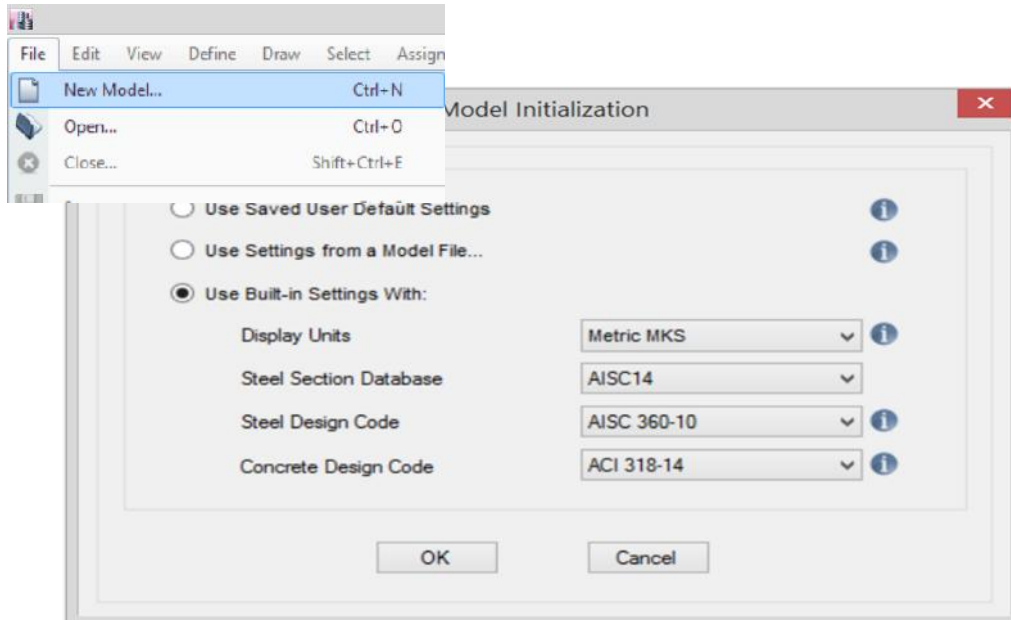 File Edit View Define Draw Select Assign
New Model... Ctrl+N
Open... Ctrl+O
Close... Shift+Ctrl+E
Model Initialization
Use Saved User Default Settings
Use Settings from a Model File...
Use Built-in Settings With:
Display Units Metric MKS
Steel Section Database AISC14
Steel Design Code AISC 360-10
Concrete Design Code ACI 318-14
OK Cancel